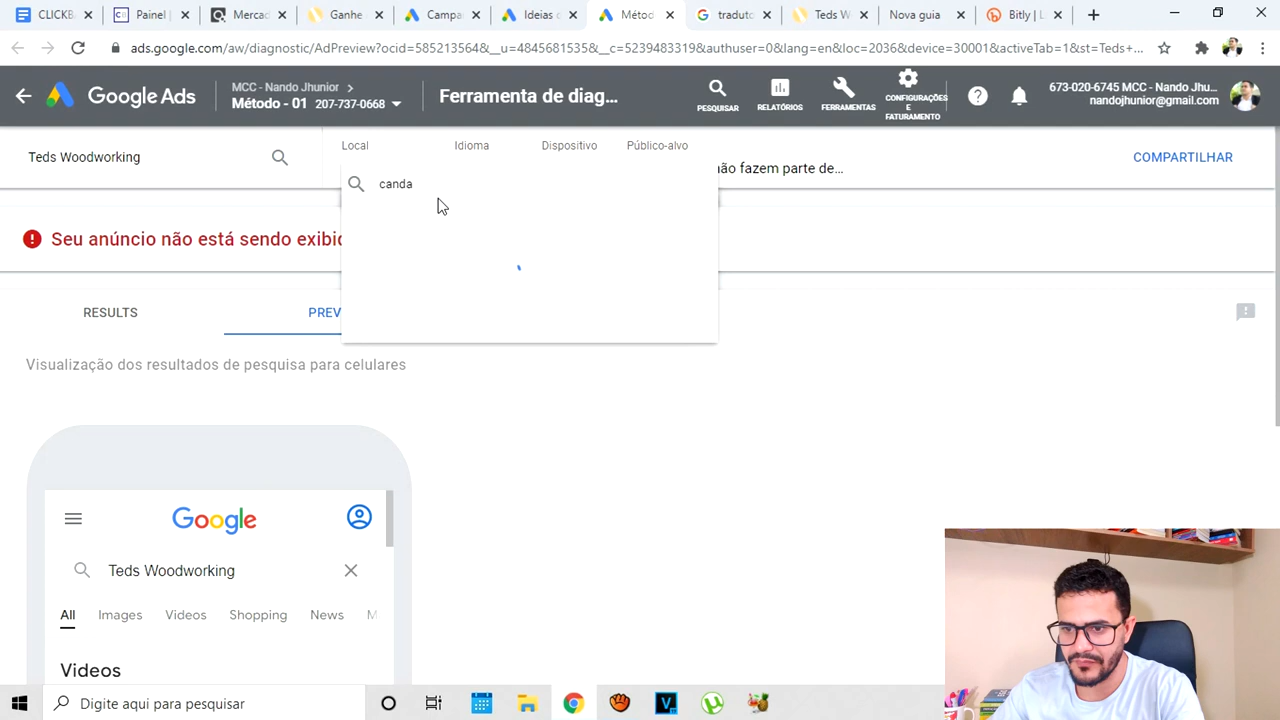 CLICKB
Painel |
Mercad
Ganhe
Campa
Ideias c
Métod
traduto
Teds W
Nova guia
Bitly | L
ads.google.com/aw/diagnostic/AdPreview?ocid=585213564&__u=4845681535&__c=5239483319&authuser=0&lang=en&loc=2036&device=30001&activeTab=1&st=Teds+...
Google Ads
MCC - Nando Jhunior
Método - 01 207-737-0668
Ferramenta de diag...
PESQUISAR
RELATÓRIOS
FERRAMENTAS
CONFIGURAÇÕES
E
FATURAMENTO
673-020-6745 MCC - Nando Jhu...
nandojhunior@gmail.com
Teds Woodworking
Local
Idioma
Dispositivo
Público-alvo
não fazem parte de...
COMPARTILHAR
canda
Seu anúncio não está sendo exibid
RESULTS
PREV
Visualização dos resultados de pesquisa para celulares
Google
Teds Woodworking
All
Images
Videos
Shopping
News
M
Videos
Digite aqui para pesquisar